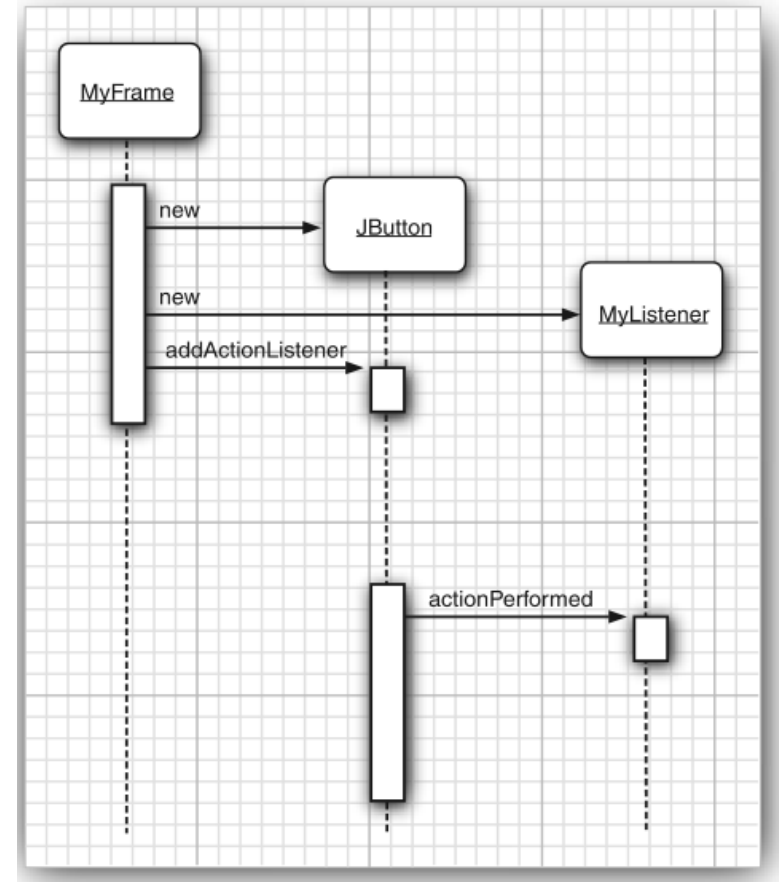 MyFrame
new
JButton
new
MyListener
addActionListener
actionPerformed